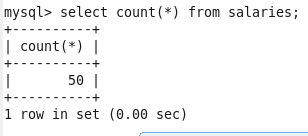 mysql> select count(*) from salaries;
+----------+
| count(*) |
+----------+
|       50 |
+----------+
1 row in set (0.00 sec)